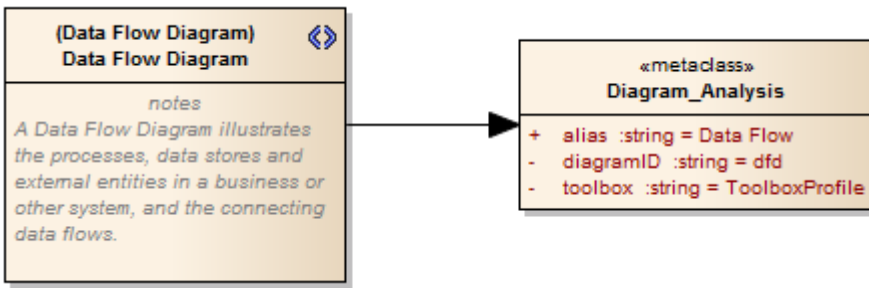 (Data Flow Diagram)
Data Flow Diagram
notes
A Data Flow Diagram illustrates
the processes, data stores and
external entities in a business or
other system, and the connecting
data flows.
«metaclass»
Diagram_Analysis
+ alias :string = Data Flow
- diagramID :string = dfd
- toolbox :string = ToolboxProfile